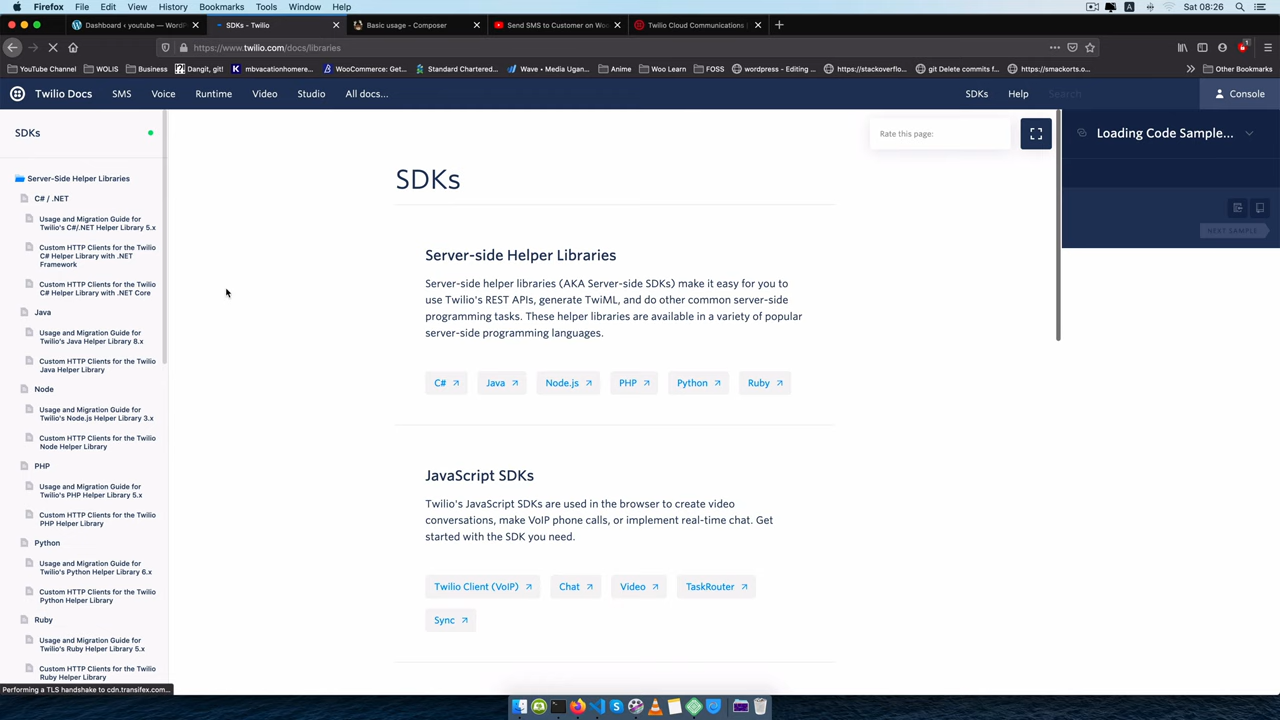 Firefox File Edit View History Bookmarks Tools Window Help A Sat 08:26
Dashboard ‹ youtube — WordP SDKs - Twilio Basic usage - Composer Send SMS to Customer on Woo Twilio Cloud Communications |
https://www.twilio.com/docs/libraries
YouTube Channel WOLIS Business Dangit, git! mbvacationhomere... WooCommerce: Get... Standard Chartered... Wave • Media Ugan... Anime Woo Learn FOSS wordpress - Editing ... https://stackoverflo... git Delete commits f... https://smackorts.o... Other Bookmarks
Twilio Docs SMS Voice Runtime Video Studio All docs... SDKs Help Search Console
SDKs
Rate this page:
Loading Code Sample...
NEXT SAMPLE
Server-Side Helper Libraries
C# / .NET
Usage and Migration Guide for
Twilio's C#/.NET Helper Library 5.x
Custom HTTP Clients for the Twilio
C# Helper Library with .NET
Framework
Custom HTTP Clients for the Twilio
C# Helper Library with .NET Core
Java
Usage and Migration Guide for
Twilio's Java Helper Library 8.x
Custom HTTP Clients for the Twilio
Java Helper Library
Node
Usage and Migration Guide for
Twilio's Node.js Helper Library 3.x
Custom HTTP Clients for the Twilio
Node Helper Library
PHP
Usage and Migration Guide for
Twilio's PHP Helper Library 5.x
Custom HTTP Clients for the Twilio
PHP Helper Library
Python
Usage and Migration Guide for
Twilio's Python Helper Library 6.x
Custom HTTP Clients for the Twilio
Python Helper Library
Ruby
Usage and Migration Guide for
Twilio's Ruby Helper Library 5.x
Custom HTTP Clients for the Twilio
Ruby Helper Library
SDKs
Server-side Helper Libraries
Server-side helper libraries (AKA Server-side SDKs) make it easy for you to
use Twilio's REST APIs, generate TwiML, and do other common server-side
programming tasks. These helper libraries are available in a variety of popular
server-side programming languages.
C# Java Node.js PHP Python Ruby
JavaScript SDKs
Twilio's JavaScript SDKs are used in the browser to create video
conversations, make VoIP phone calls, or implement real-time chat. Get
started with the SDK you need.
Twilio Client (VoIP) Chat Video TaskRouter
Sync
Performing a TLS handshake to cdn.transifex.com...